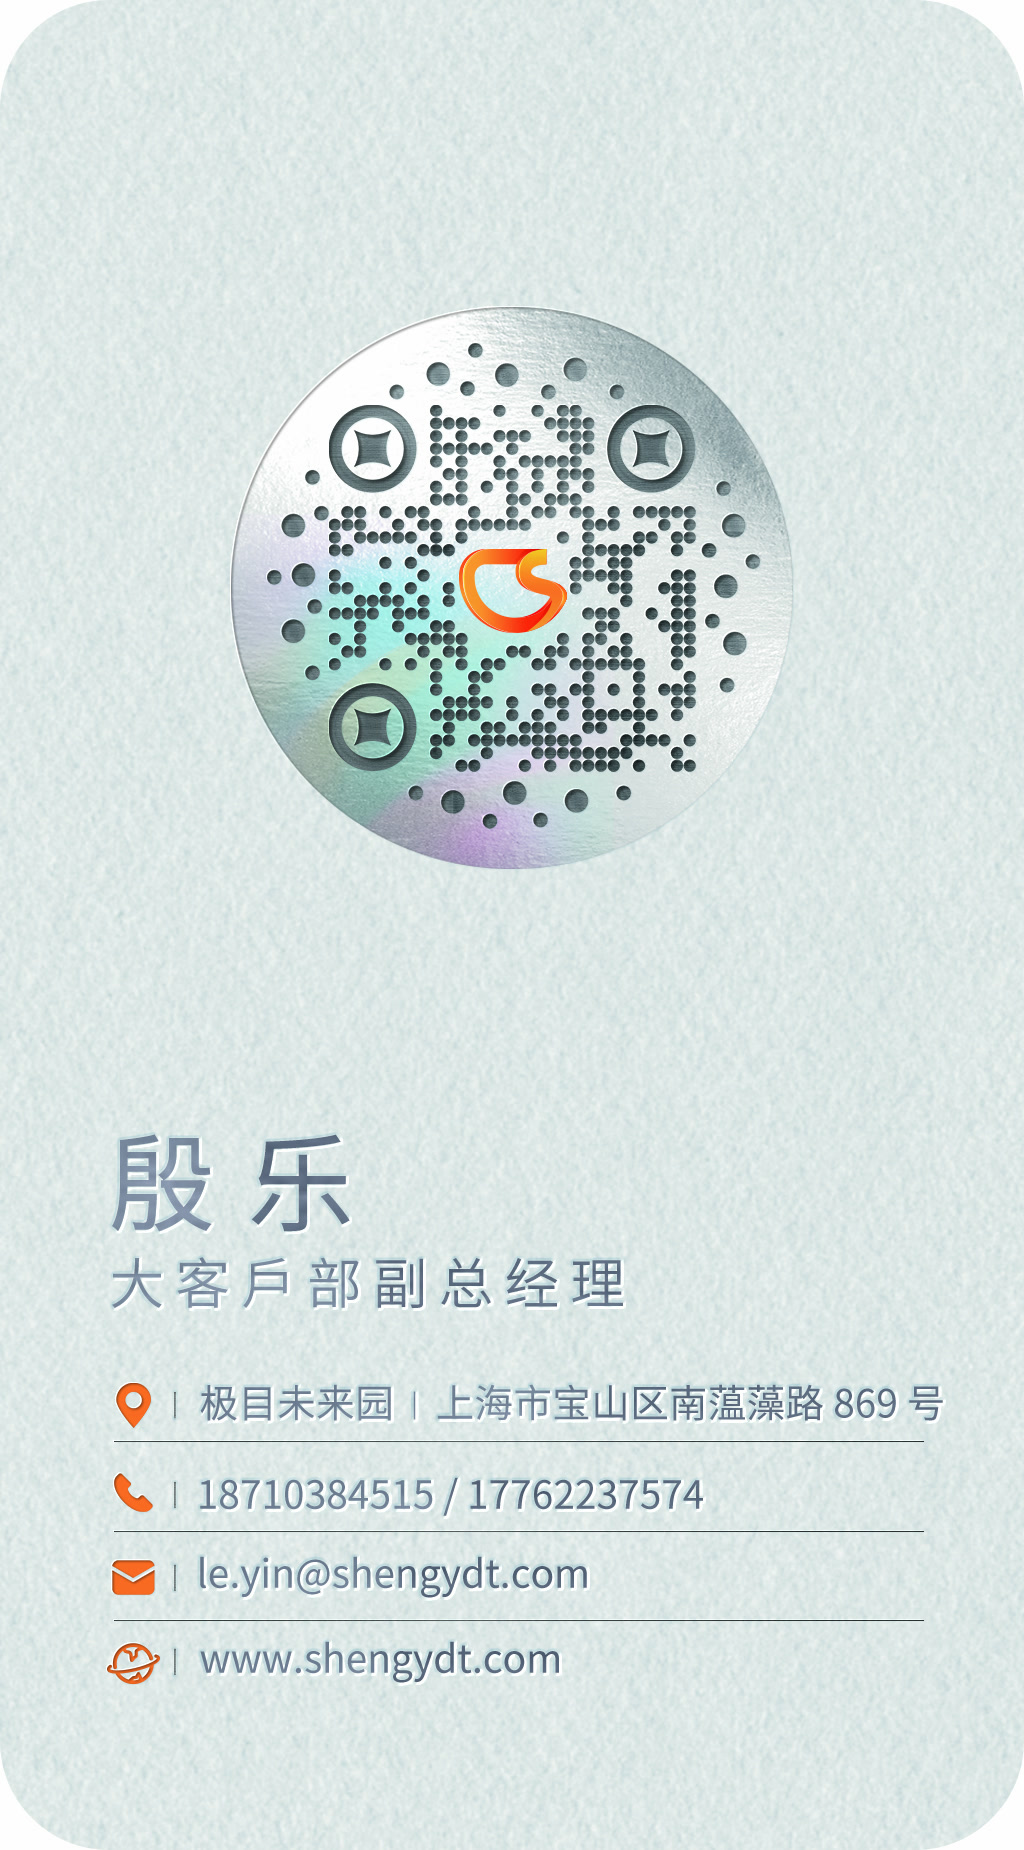 殷乐
大客戶部副总经理
极目未来园 | 上海市宝山区南蕰藻路 869 号
18710384515 / 17762237574
le.yin@shengydt.com
www.shengydt.com